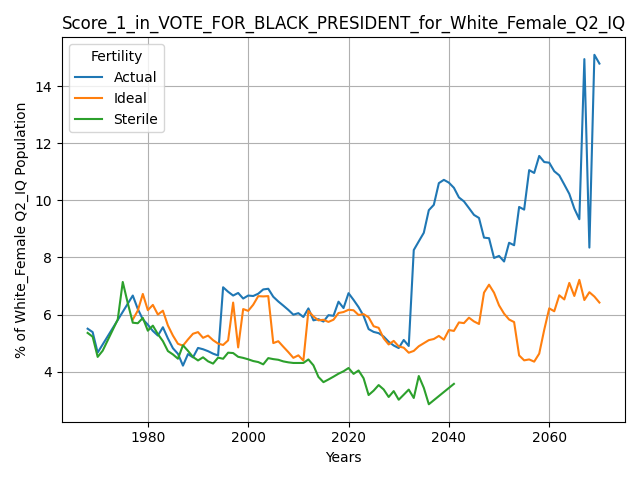 Score_1_in_VOTE_FOR_BLACK_PRESIDENT_for_White_Female_Q2_IQ
Fertility
Actual
Ideal
Sterile
% of White_Female Q2_IQ Population
14
12
10
8
6
4
1980
2000
2020
2040
2060
Years